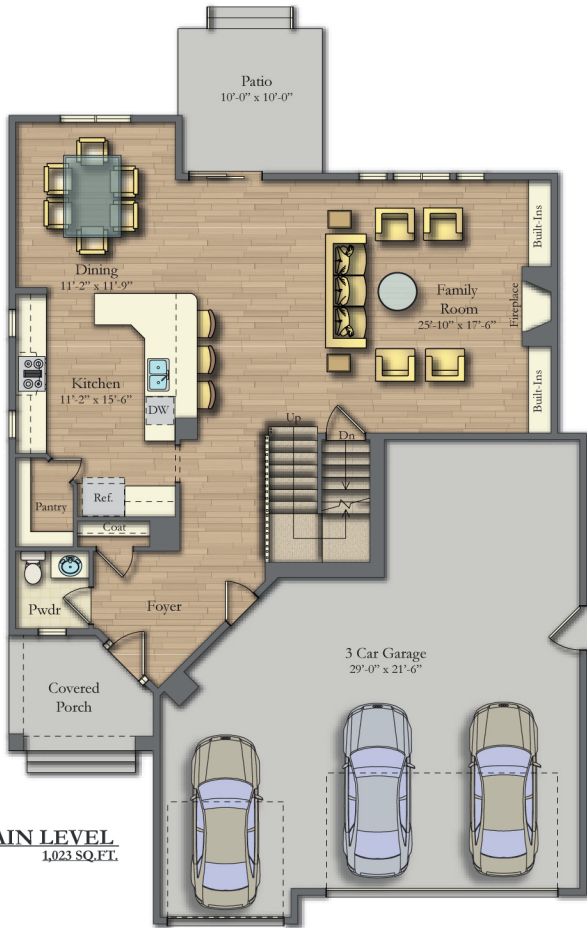 Patio
10’-0” x 10’-0”
Dining
11’-2” x 11’-9”
Built-Ins
Family
Room
25’-10” x 17’-6”
Fireplace
Built-Ins
Kitchen
11’-2” x 15’-6”
DW
Up
Dn
Ref.
Pantry
Coat
Pwdr
Foyer
3 Car Garage
29’-0” x 21’-6”
Covered
Porch
AIN LEVEL
1,023 SQ.FT.